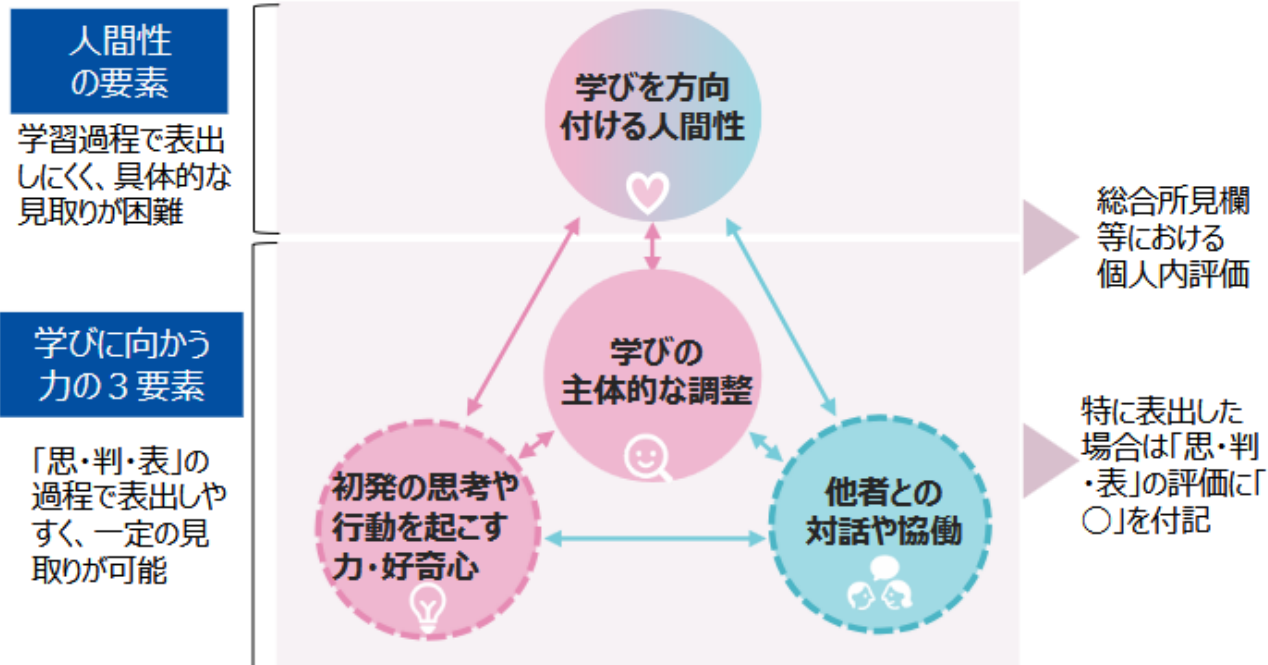 人間性
の要素
学習過程で表出
しにくく、具体的な
見取りが困難
学びを方向
付ける人間性
総合所見欄
等における
個人内評価
学びに向かう
力の３要素
「思・判・表」の
過程で表出しや
すく、一定の見
取りが可能
学びの
主体的な調整
初発の思考や
行動を起こす
力・好奇心
他者との
対話や協働
特に表出した
場合は「思・判
・表」の評価に「
○」を付記